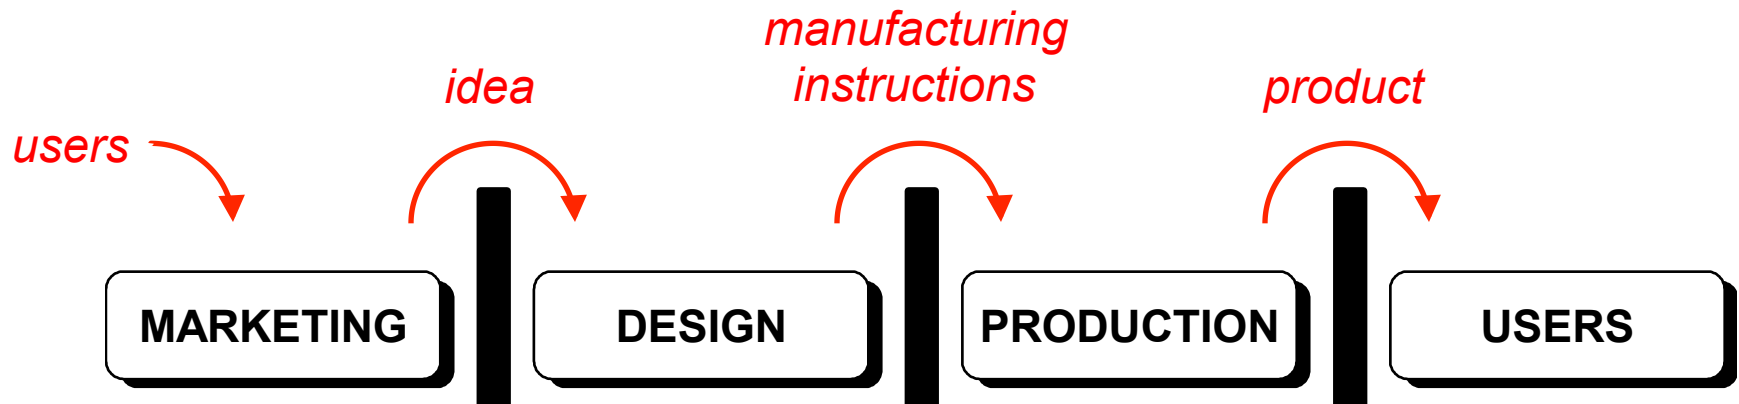 manufacturing
instructions
idea
product
users
MARKETING
DESIGN
PRODUCTION
USERS